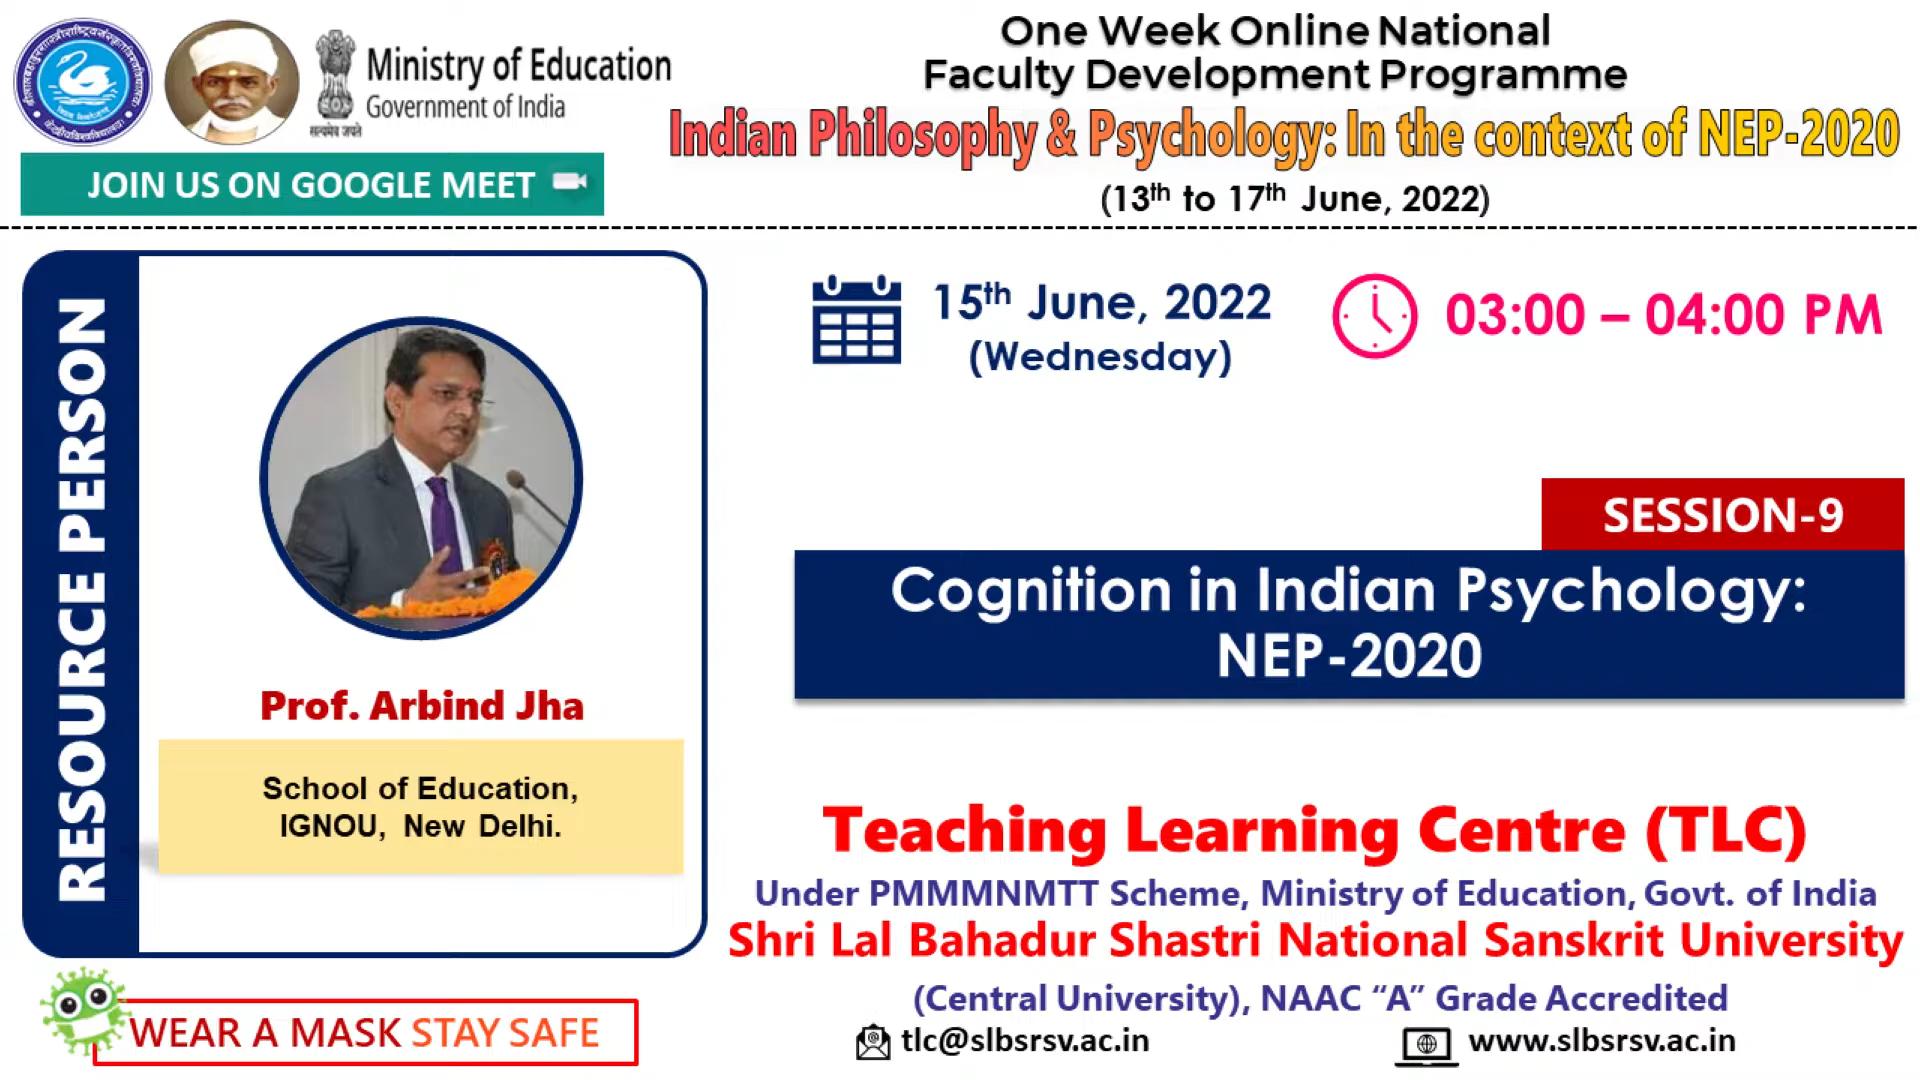 सत्यमेव जयते
Ministry of Education
Government of India
JOIN US ON GOOGLE MEET
One Week Online National
Faculty Development Programme
Indian Philosophy & Psychology: In the context of NEP-2020
(13th to 17th June, 2022)
RESOURCE PERSON
Prof. Arbind Jha
School of Education,
IGNOU, New Delhi.
15th June, 2022
(Wednesday)
03:00 – 04:00 PM
SESSION-9
Cognition in Indian Psychology:
NEP-2020
Teaching Learning Centre (TLC)
Under PMMMNMTT Scheme, Ministry of Education, Govt. of India
Shri Lal Bahadur Shastri National Sanskrit University
(Central University), NAAC “A” Grade Accredited
tlc@slbsrsv.ac.in
www.slbsrsv.ac.in
WEAR A MASK STAY SAFE